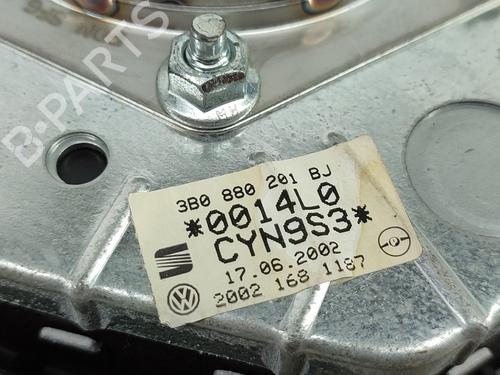 3B0 880 201 BJ
*0014L0
CYN9S3*
17.06.2002
2002 168 1187
B-PARTS